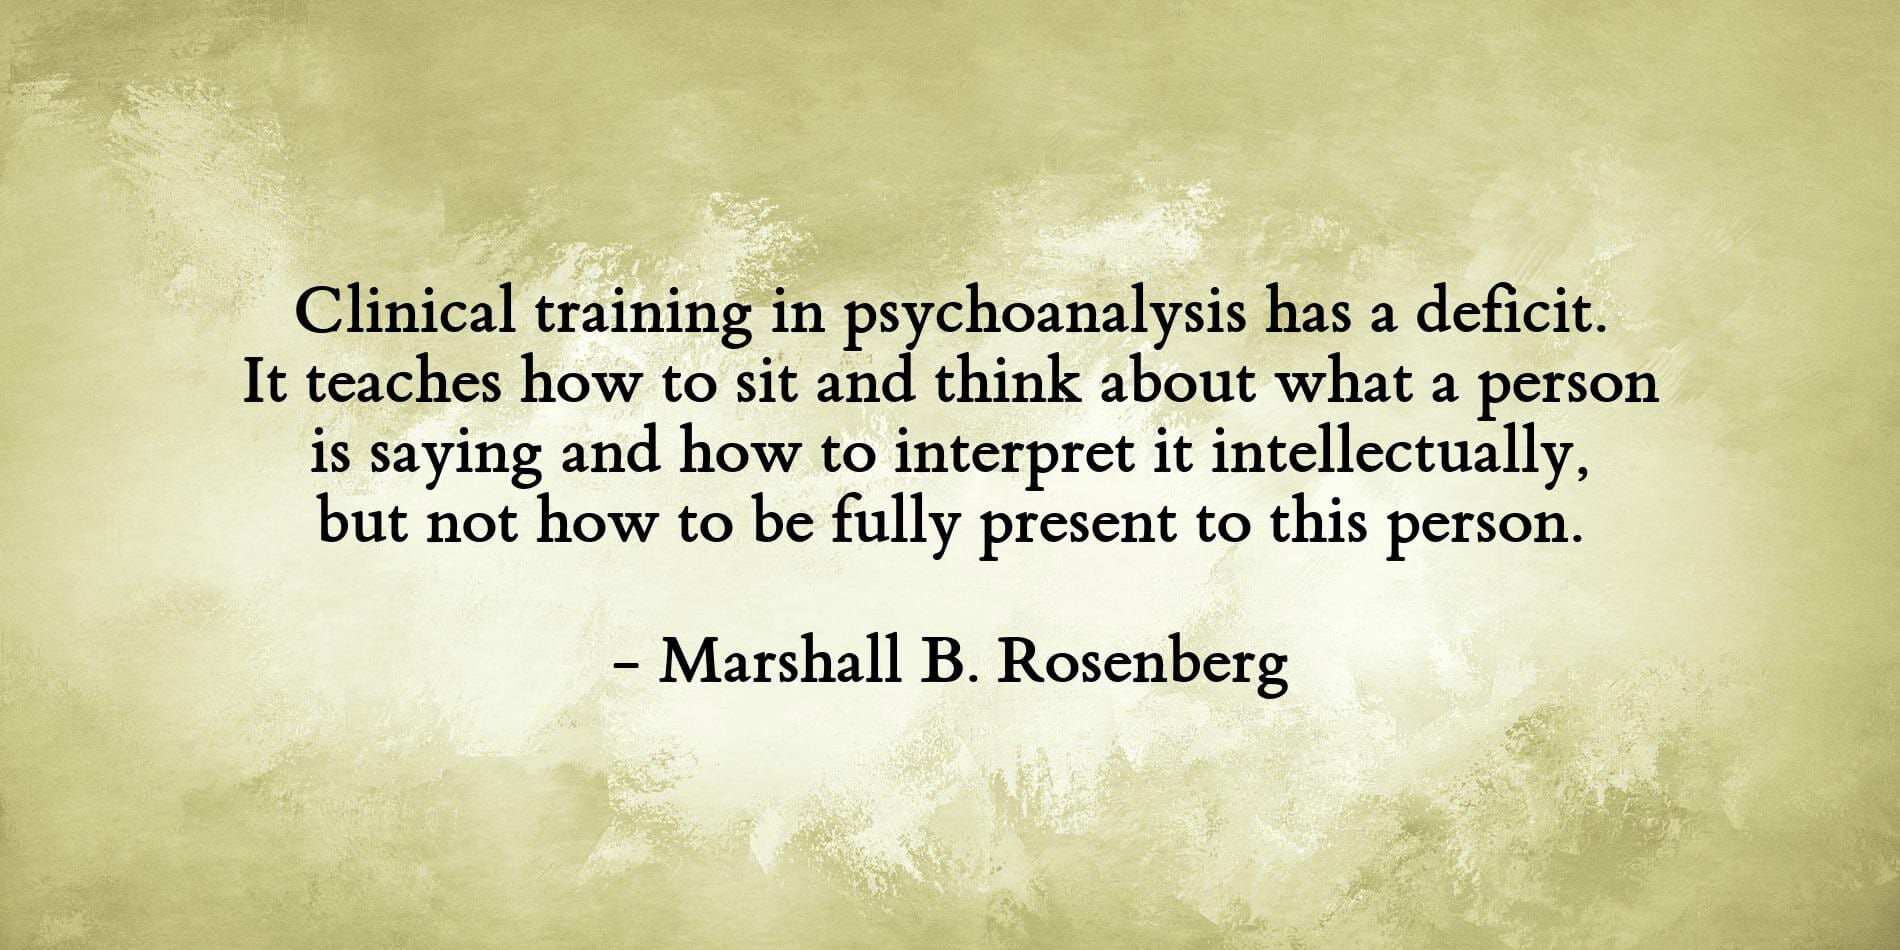 Clinical training in psychoanalysis has a deficit.
It teaches how to sit and think about what a person
is saying and how to interpret it intellectually,
but not how to be fully present to this person.
- Marshall B. Rosenberg